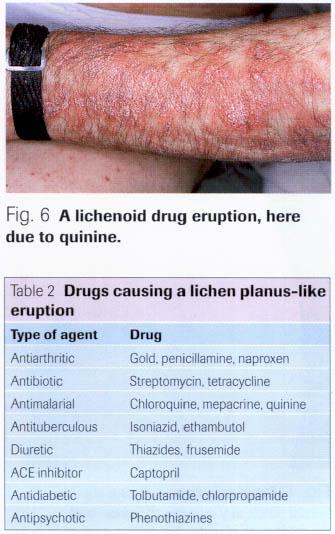 Fig. 6 A lichenoid drug eruption, here
due to quinine.
Table 2 Drugs causing a lichen planus-like
eruption
Type of agent Drug
Antiarthritic Gold, penicillamine, naproxen
Antibiotic Streptomycin, tetracycline
Antimalarial Chloroquine, mepacrine, quinine
Antituberculous Isoniazid, ethambutol
Diuretic Thiazides, frusemide
ACE inhibitor Captopril
Antidiabetic Tolbutamide, chlorpropamide
Antipsychotic Phenothiazines